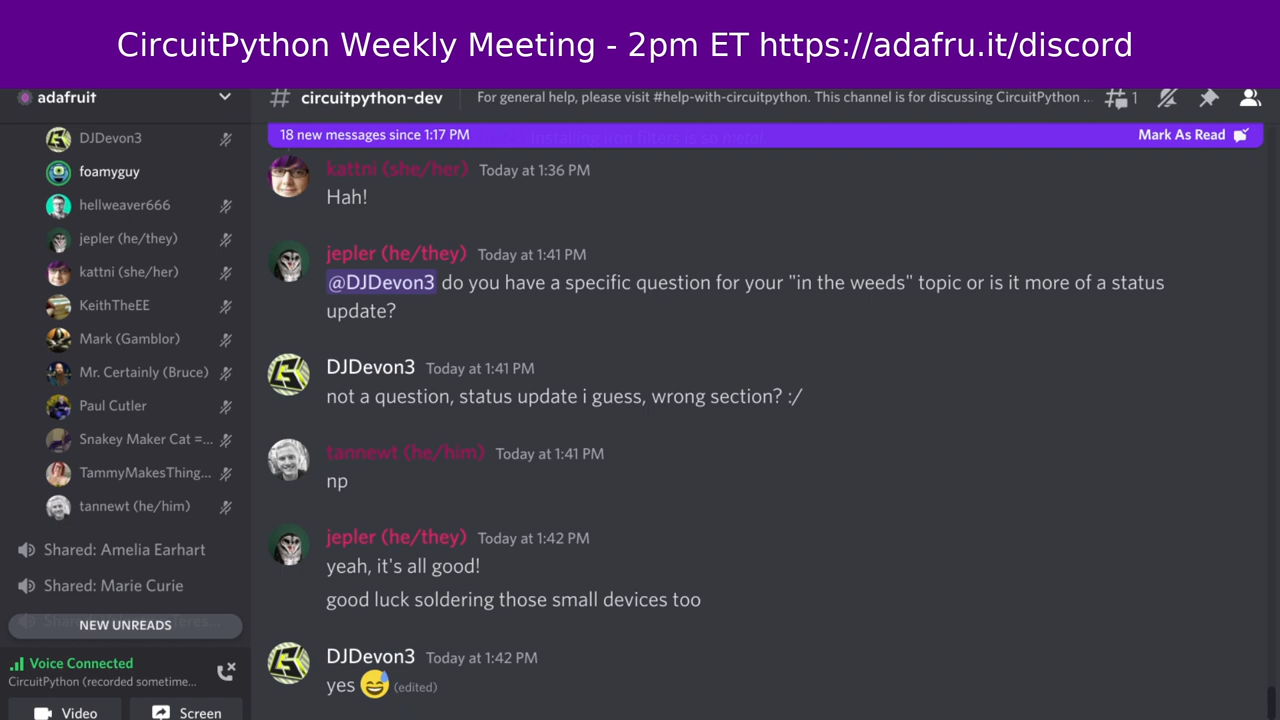 CircuitPython Weekly Meeting - 2pm ET https://adafru.it/discord
adafruit
DJDevon3
foamyguy
hellweaver666
jepler (he/they)
kattni (she/her)
KeithTheEE
Mark (Gamblor)
Mr. Certainly (Bruce)
Paul Cutler
Snakey Maker Cat =...
TammyMakesThing...
tannewt (he/him)
Shared: Amelia Earhart
Shared: Marie Curie
NEW UNREADS
Voice Connected
CircuitPython (recorded sometime...
Video
Screen
# circuitpython-dev
For general help, please visit #help-with-circuitpython. This channel is for discussing CircuitPython ...
1
18 new messages since 1:17 PM
Installing iron filters is so meta!
Mark As Read
kattni (she/her) Today at 1:36 PM
Hah!
jepler (he/they) Today at 1:41 PM
@DJDevon3 do you have a specific question for your "in the weeds" topic or is it more of a status
update?
DJDevon3 Today at 1:41 PM
not a question, status update i guess, wrong section? :/
tannewt (he/him) Today at 1:41 PM
np
jepler (he/they) Today at 1:42 PM
yeah, it's all good!
good luck soldering those small devices too
DJDevon3 Today at 1:42 PM
yes 😅 (edited)